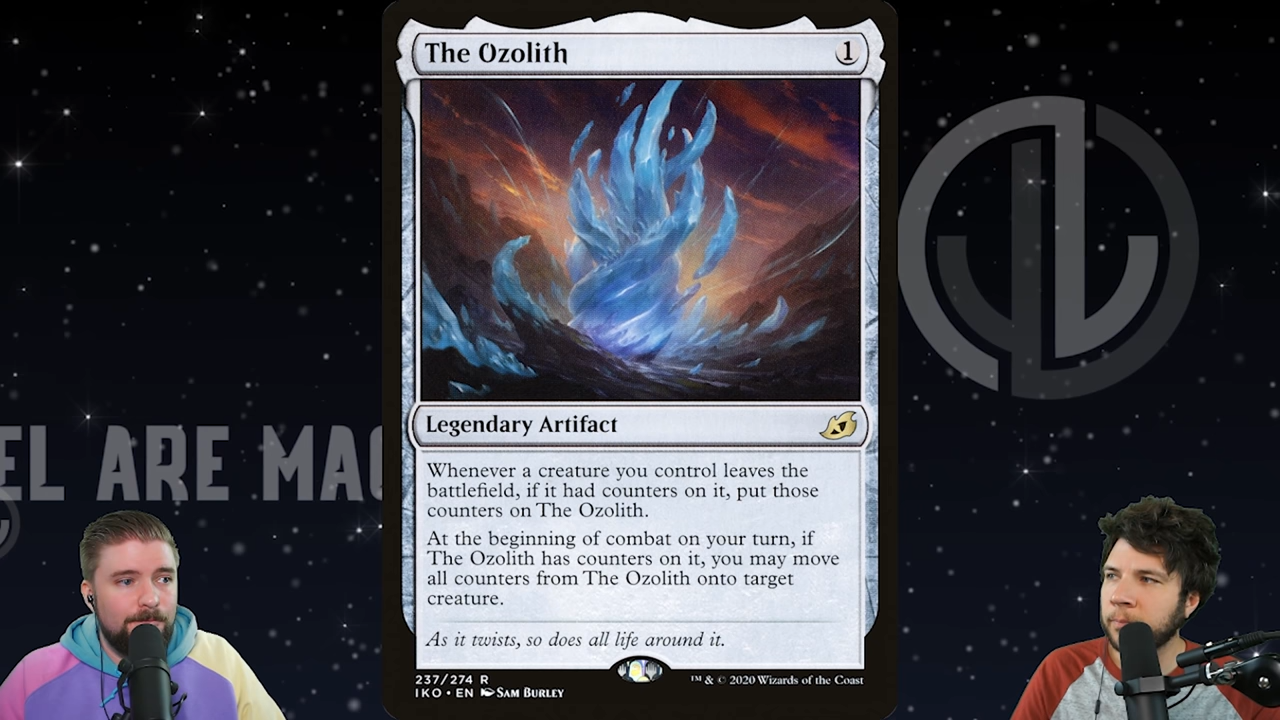 The Ozolith
1
EL ARE MAG
Legendary Artifact
Whenever a creature you control leaves the
battlefield, if it had counters on it, put those
counters on The Ozolith.
At the beginning of combat on your turn, if
The Ozolith has counters on it, you may move
all counters from The Ozolith onto target
creature.
As it twists, so does all life around it.
237/274 R
IKO • EN Sam Burley
™ & © 2020 Wizards of the Coast